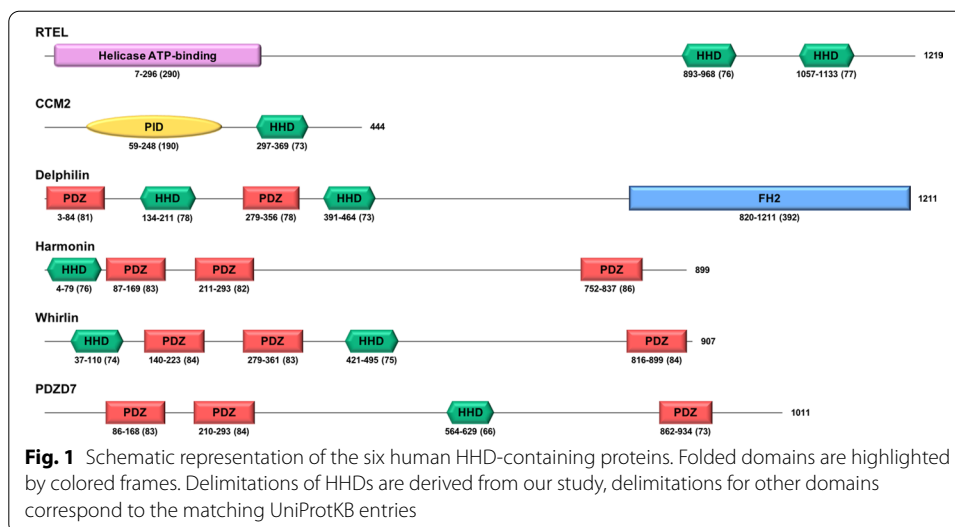 RTEL
Helicase ATP-binding HHD HHD 1219
7-296 (290) 893-968 (76) 1057-1133 (77)
CCM2
PID HHD 444
59-248 (190) 297-369 (73)
Delphilin
PDZ HHD PDZ HHD FH2 1211
3-84 (81) 134-211 (78) 279-356 (78) 391-464 (73) 820-1211 (392)
Harmonin
HHD PDZ PDZ PDZ 899
4-79 (76) 87-169 (83) 211-293 (82) 752-837 (86)
Whirlin
HHD PDZ PDZ HHD PDZ 907
37-110 (74) 140-223 (84) 279-361 (83) 421-495 (75) 816-899 (84)
PDZD7
PDZ PDZ HHD PDZ 1011
86-168 (83) 210-293 (84) 564-629 (66) 862-934 (73)
Fig. 1 Schematic representation of the six human HHD-containing proteins. Folded domains are highlighted
by colored frames. Delimitations of HHDs are derived from our study, delimitations for other domains
correspond to the matching UniProtKB entries